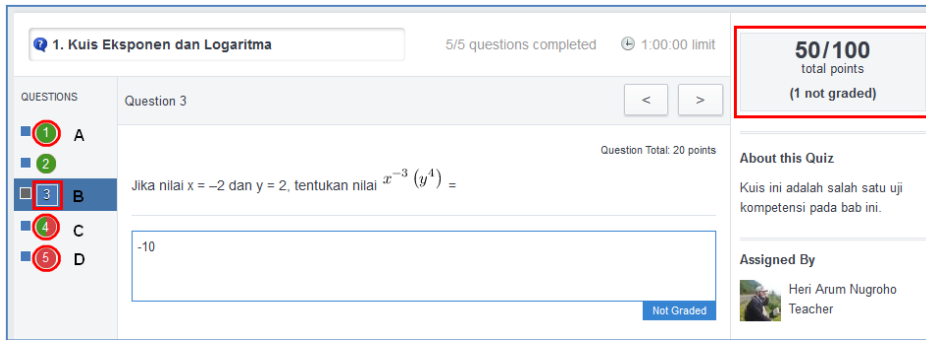 1. Kuis Eksponen dan Logaritma
5/5 questions completed
1:00:00 limit
50/100
total points
(1 not graded)
QUESTIONS
Question 3
< >
1 A
2
3 B
4 C
5 D
Question Total: 20 points
Jika nilai x = –2 dan y = 2, tentukan nilai x⁻³ (y⁴) =
-10
Not Graded
About this Quiz
Kuis ini adalah salah satu uji
kompetensi pada bab ini.
Assigned By
Heri Arum Nugroho
Teacher